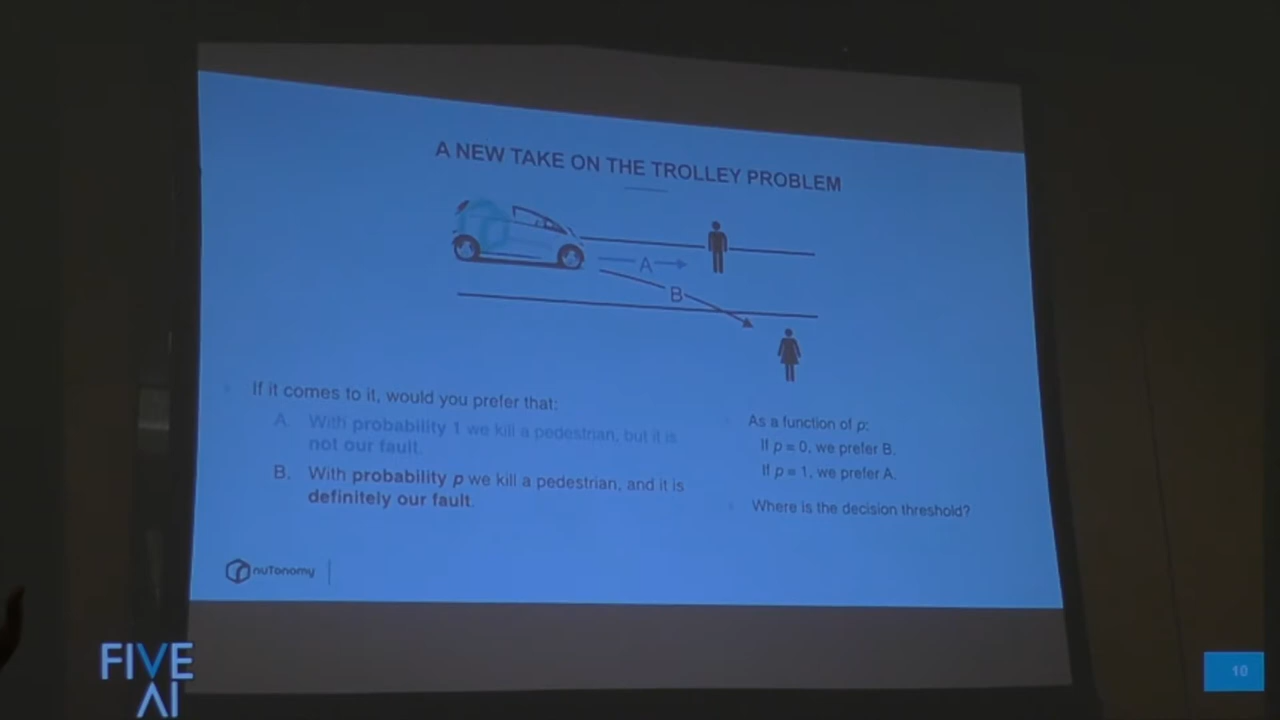 A NEW TAKE ON THE TROLLEY PROBLEM
A
B
If it comes to it, would you prefer that:
A. With probability 1 we kill a pedestrian, but it is
not our fault.
B. With probability p we kill a pedestrian, and it is
definitely our fault.
As a function of p:
If p = 0, we prefer B.
If p = 1, we prefer A.
Where is the decision threshold?
nuTonomy
FIVE
AI
10